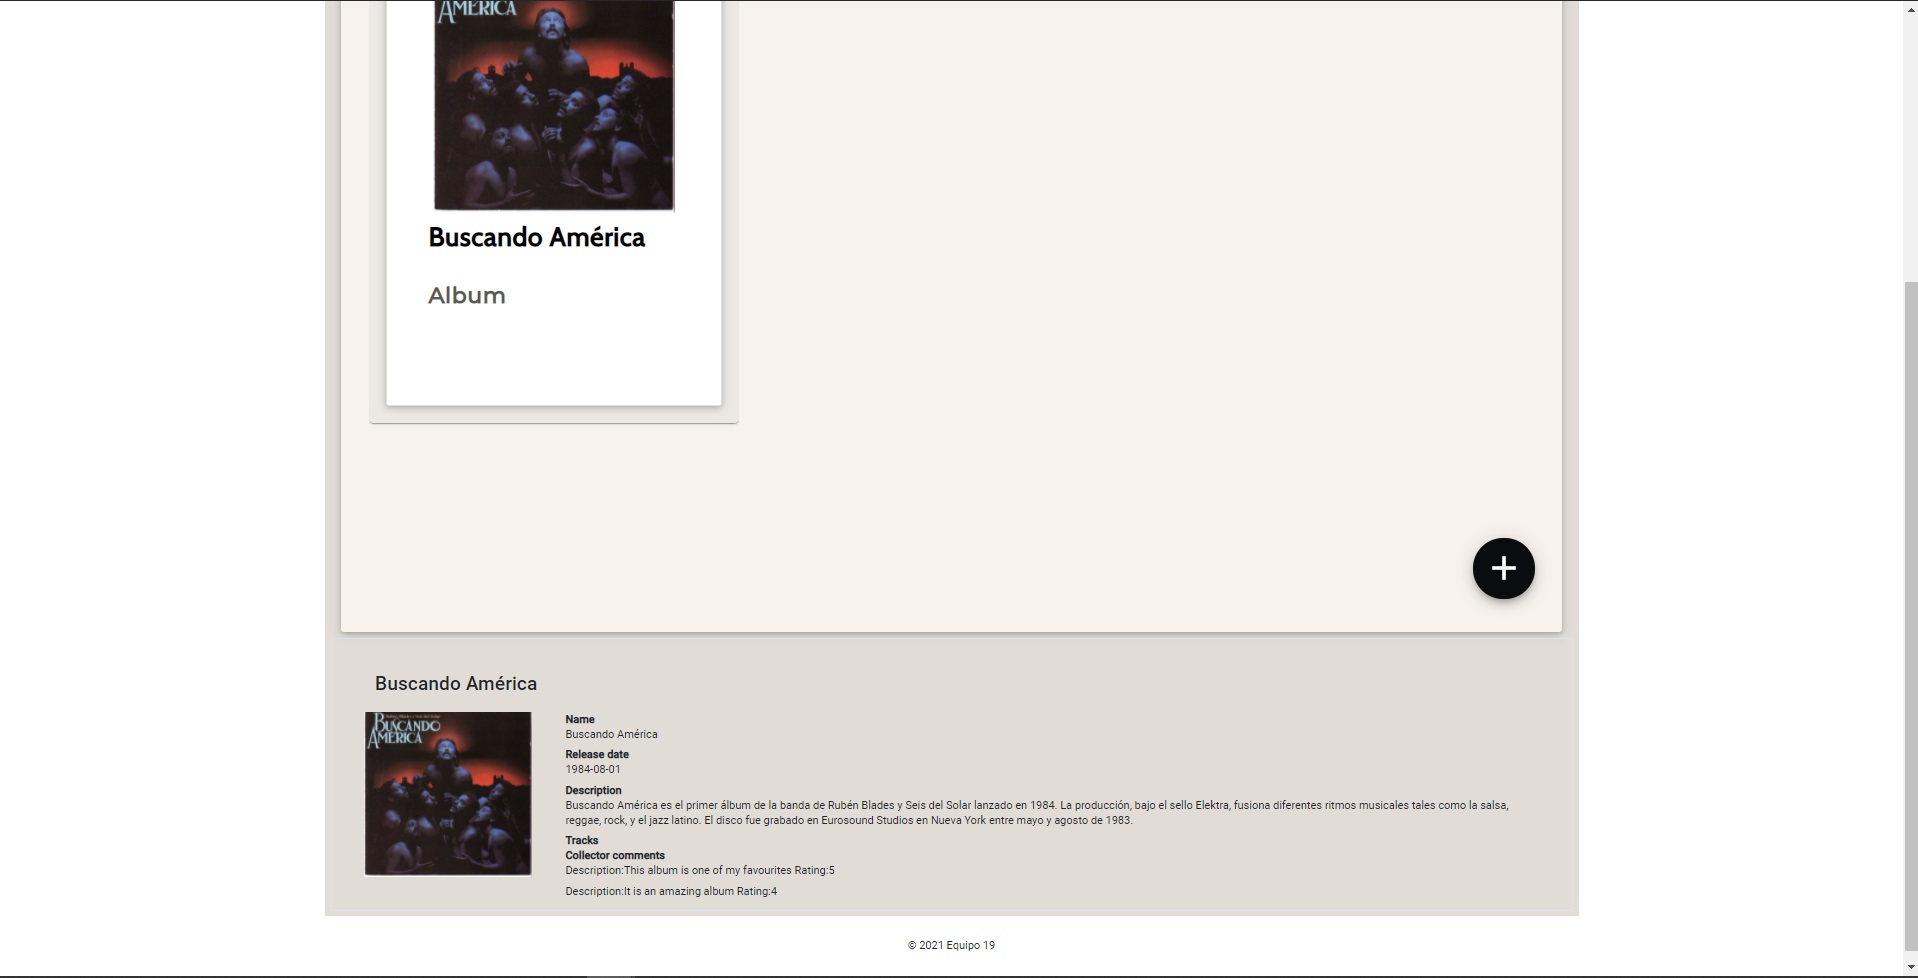 AMERICA
Buscando América
Album
Buscando América
BUSCANDO
AMERICA
Name
Buscando América
Release date
1984-08-01
Description
Buscando América es el primer álbum de la banda de Rubén Blades y Seis del Solar lanzado en 1984. La producción, bajo el sello Elektra, fusiona diferentes ritmos musicales tales como la salsa,
reggae, rock, y el jazz latino. El disco fue grabado en Eurosound Studios en Nueva York entre mayo y agosto de 1983.
Tracks
Collector comments
Description:This album is one of my favourites Rating:5
Description:It is an amazing album Rating:4
© 2021 Equipo 19